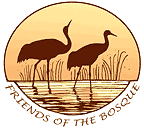 FRIENDS OF THE BOSQUE